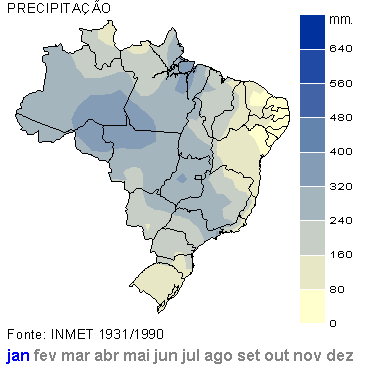 PRECIPITAÇÃO
mm.
640
560
480
400
320
240
160
80
0
Fonte: INMET 1931/1990
jan fev mar abr mai jun jul ago set out nov dez